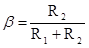 β = R₂ / (R₁ + R₂)